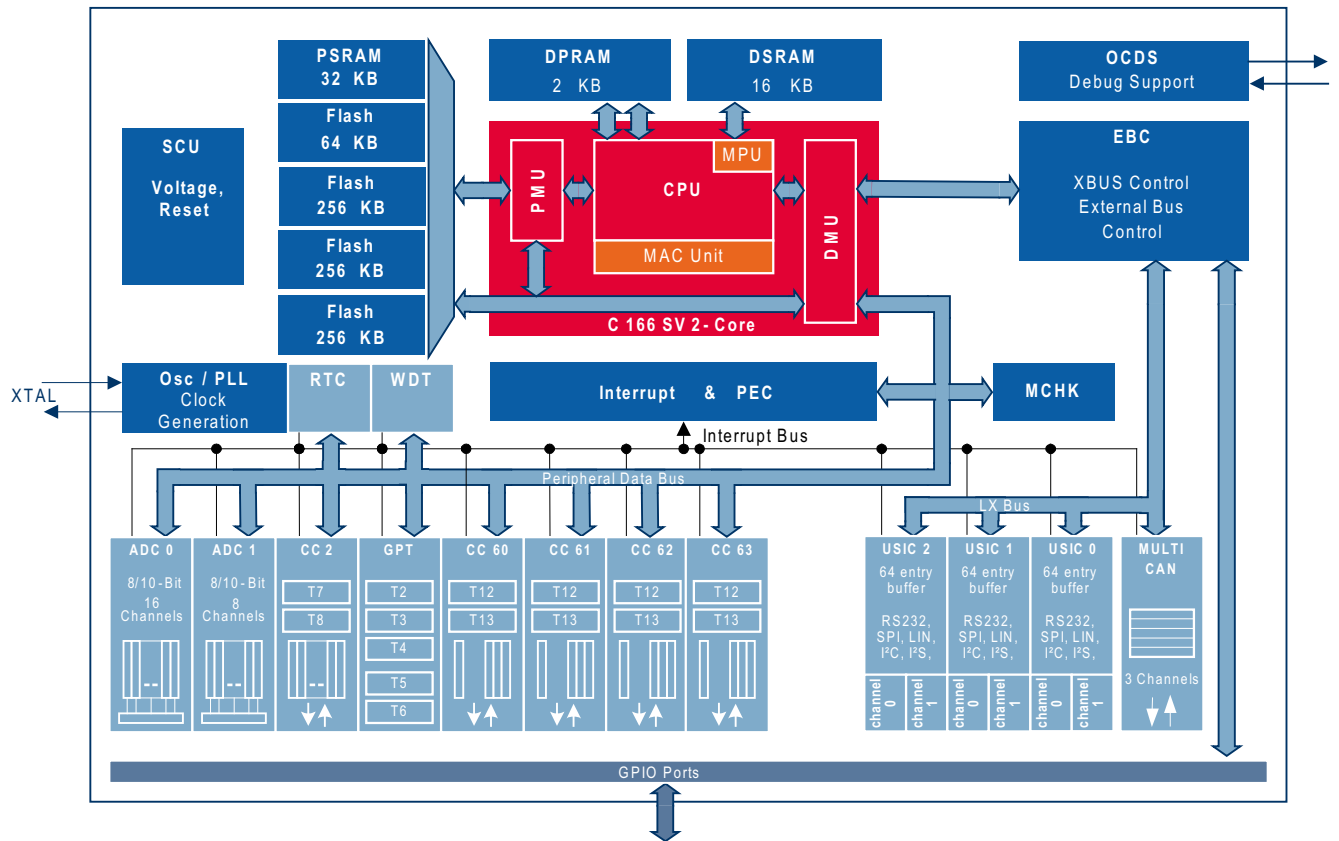 PSRAM
32 KB
Flash
64 KB
Flash
256 KB
Flash
256 KB
Flash
256 KB
SCU
Voltage,
Reset
DPRAM
2 KB
DSRAM
16 KB
OCDS
Debug Support
EBC
XBUS Control
External Bus
Control
PMU
CPU
MPU
MAC Unit
DMU
C 166 SV 2 - Core
XTAL
Osc / PLL
Clock
Generation
RTC
WDT
Interrupt & PEC
MCHK
Interrupt Bus
Peripheral Data Bus
LX Bus
ADC 0
8/10-Bit
16
Channels
ADC 1
8/10-Bit
8
Channels
CC 2
T7
T8
GPT
T2
T3
T4
T5
T6
CC 60
T12
T13
CC 61
T12
T13
CC 62
T12
T13
CC 63
T12
T13
USIC 2
64 entry
buffer
RS232,
SPI, LIN,
I²C, I²S,
channel 0
channel 1
USIC 1
64 entry
buffer
RS232,
SPI, LIN,
I²C, I²S,
channel 0
channel 1
USIC 0
64 entry
buffer
RS232,
SPI, LIN,
I²C, I²S,
channel 0
channel 1
MULTI
CAN
3 Channels
GPIO Ports